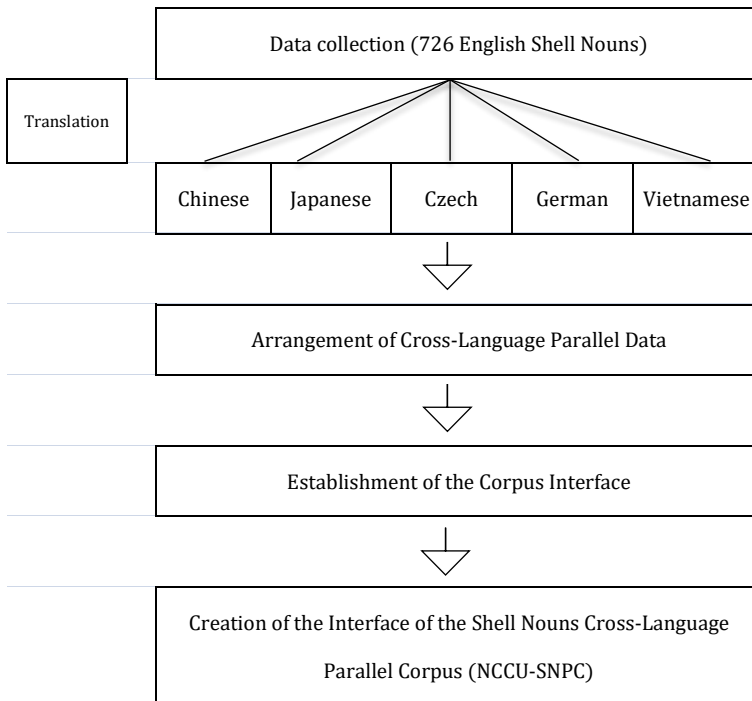 Data collection (726 English Shell Nouns)
Translation
Chinese
Japanese
Czech
German
Vietnamese
Arrangement of Cross-Language Parallel Data
Establishment of the Corpus Interface
Creation of the Interface of the Shell Nouns Cross-Language
Parallel Corpus (NCCU-SNPC)